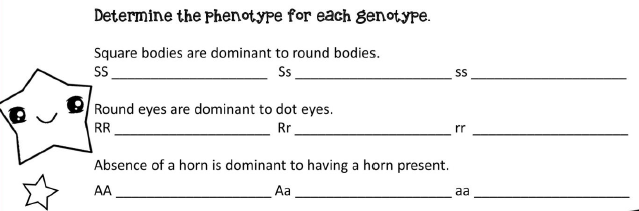 Determine the phenotype for each genotype.
Square bodies are dominant to round bodies.
SS ____________________ Ss ____________________ ss ____________________
Round eyes are dominant to dot eyes.
RR ____________________ Rr ____________________ rr ____________________
Absence of a horn is dominant to having a horn present.
AA ____________________ Aa ____________________ aa ____________________